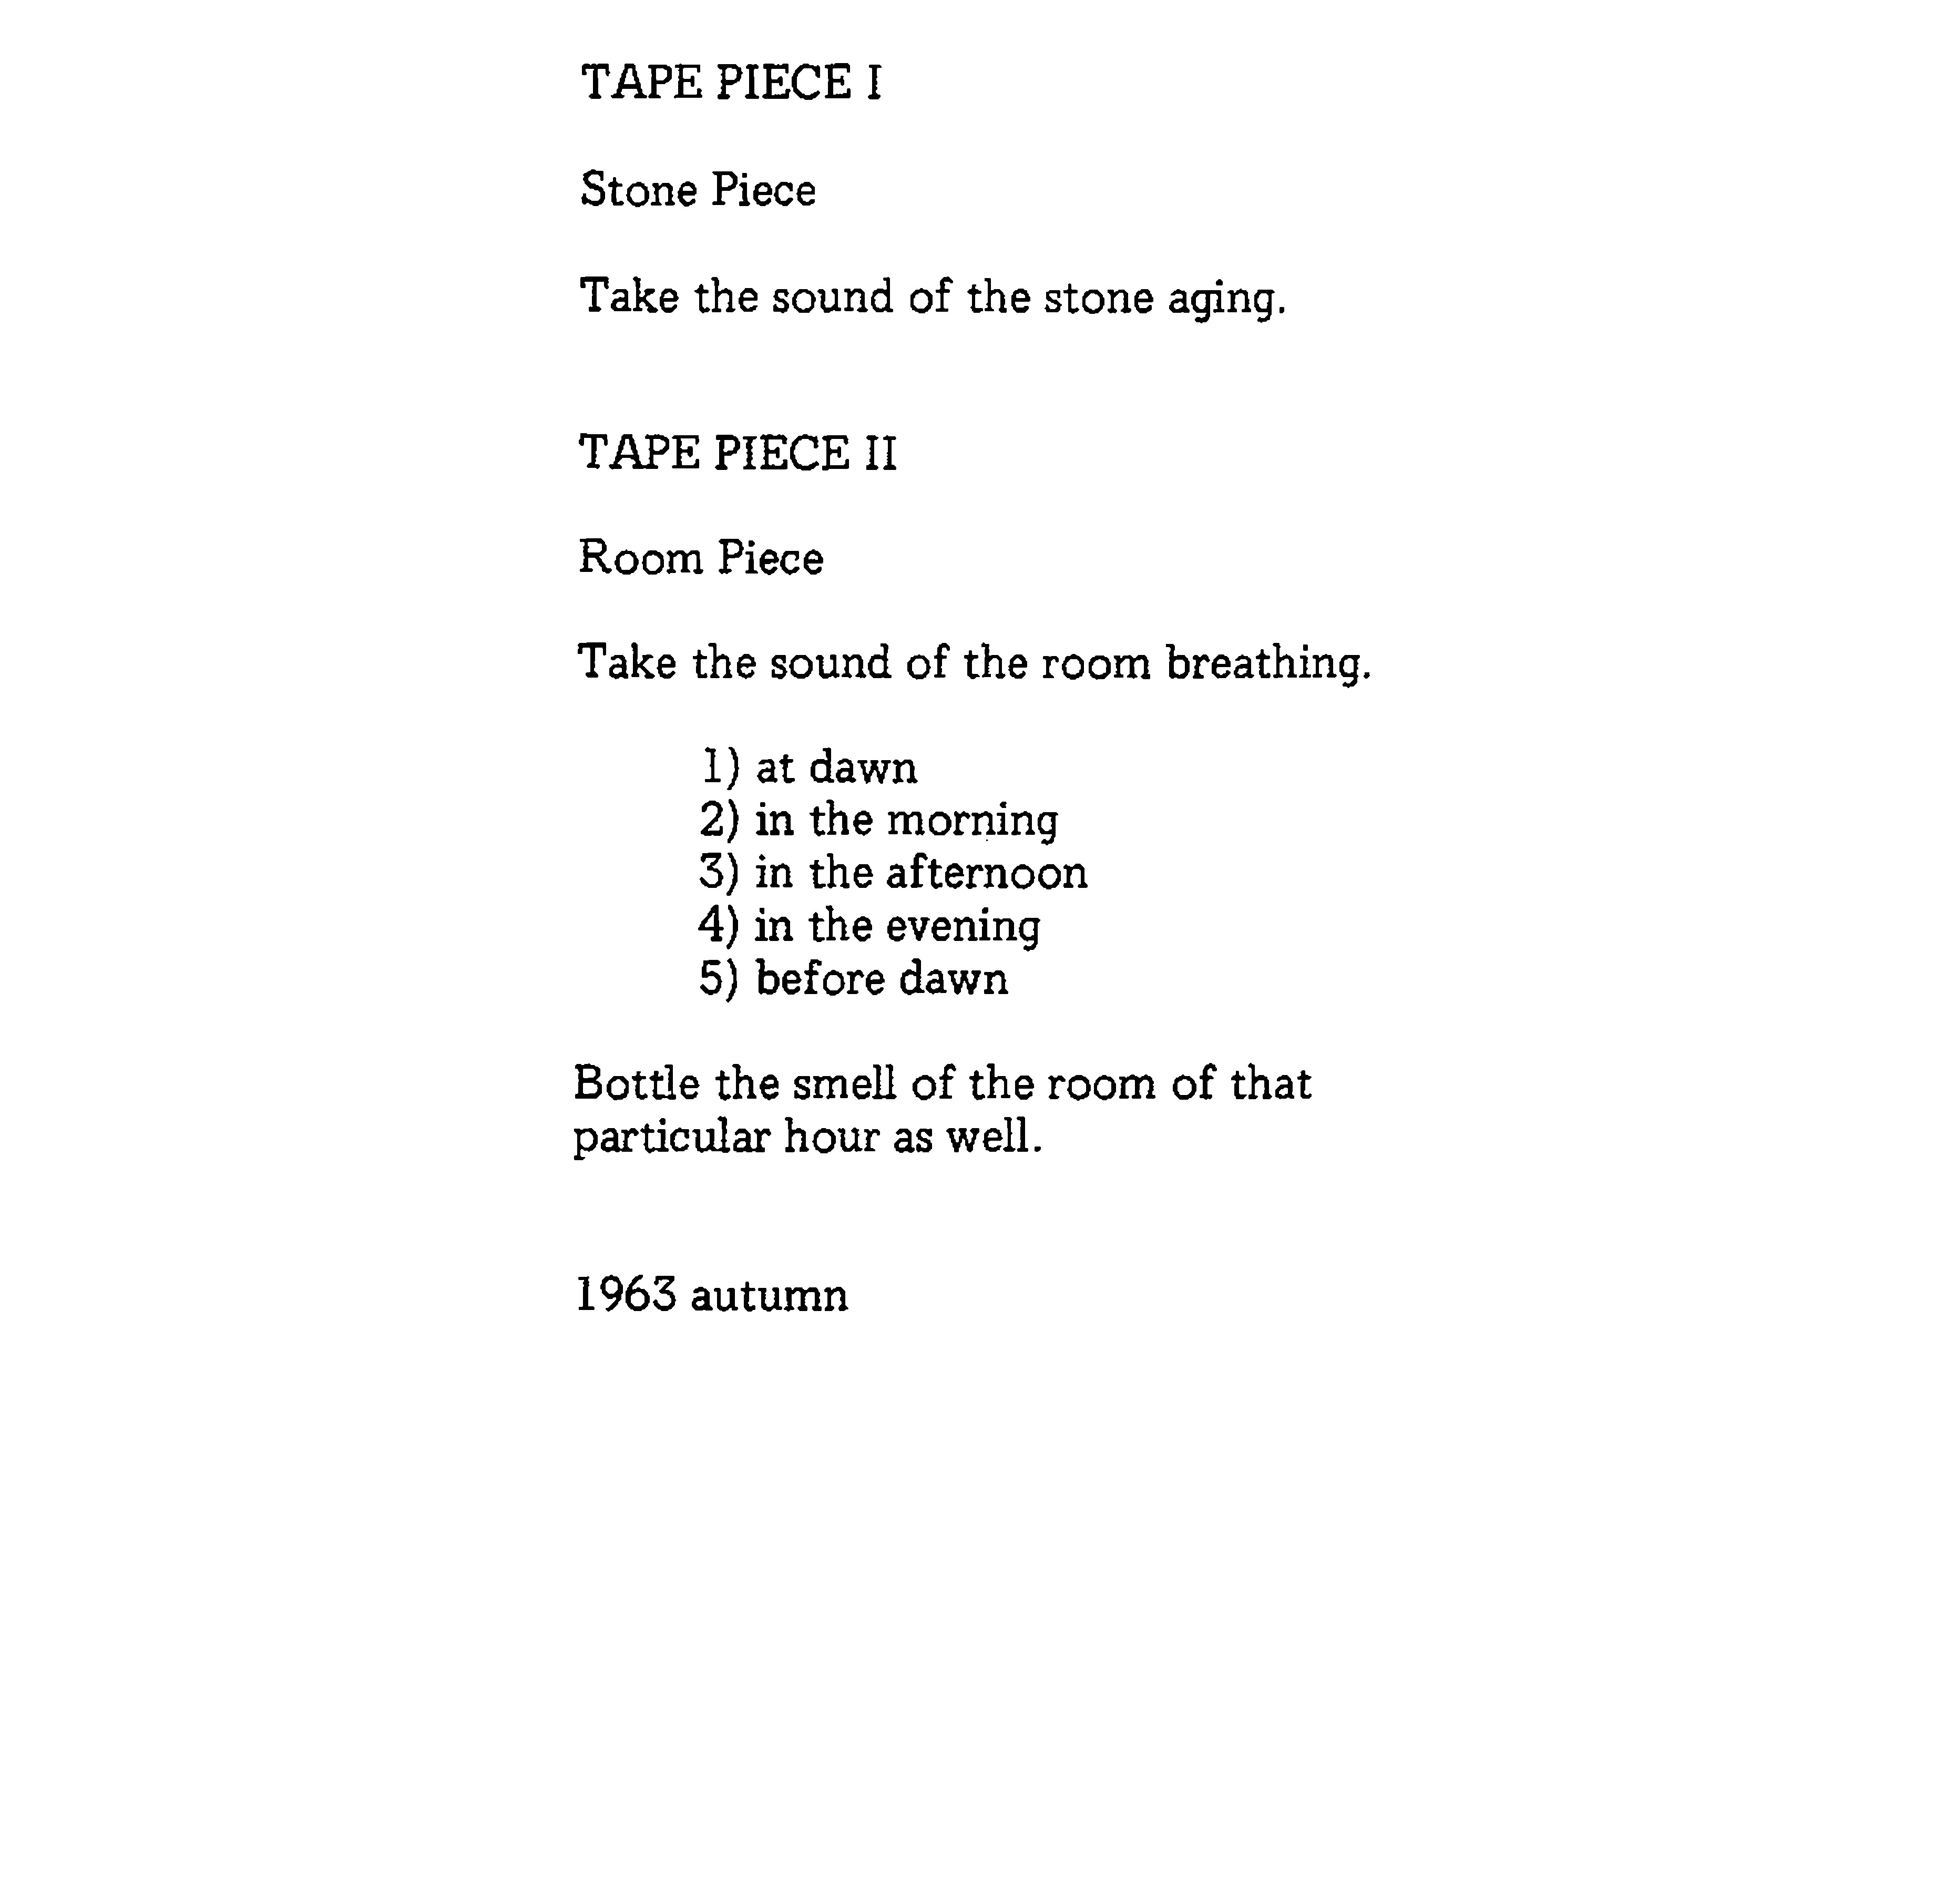 TAPE PIECE I
Stone Piece
Take the sound of the stone aging.
TAPE PIECE II
Room Piece
Take the sound of the room breathing.
1) at dawn
2) in the morning
3) in the afternoon
4) in the evening
5) before dawn
Bottle the smell of the room of that
particular hour as well.
1963 autumn